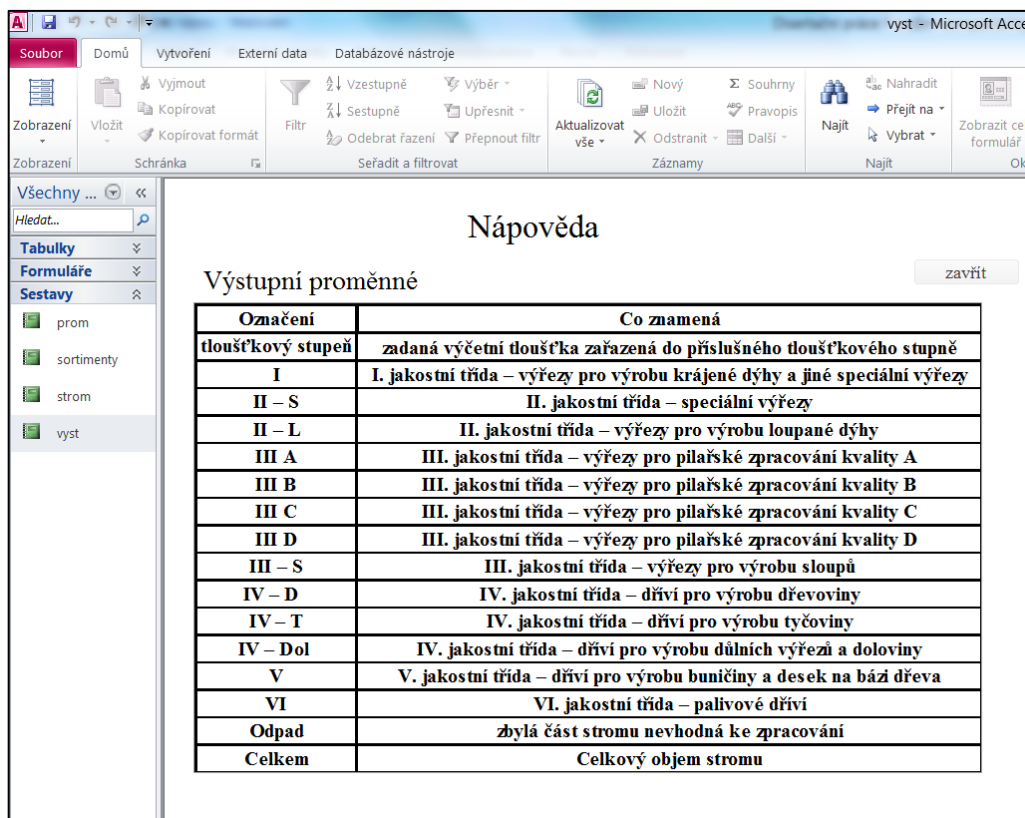 vyst - Microsoft Acce
Soubor Domů Vytvoření Externí data Databázové nástroje
Zobrazení Vložit Vyjmout Kopírovat Kopírovat formát
Filtr Vzestupně Sestupně Odebrat řazení Výběr Upřesnit Přepnout filtr
Aktualizovat vše Nový Uložit Odstranit Souhrny Pravopis Další
Najít Nahradit Přejít na Vybrat Zobrazit formulář
Zobrazení Schránka Seřadit a filtrovat Záznamy Najít Ok
Všechny ... «
Hledat...
Tabulky
Formuláře
Sestavy
prom
sortimenty
strom
vyst
Nápověda
zavřít
Výstupní proměnné
Označení Co znamená
tloušťkový stupeň zadaná výčetní tloušťka zařazená do příslušného tloušťkového stupně
I I. jakostní třída – výřezy pro výrobu krájené dýhy a jiné speciální výřezy
II – S II. jakostní třída – speciální výřezy
II – L II. jakostní třída – výřezy pro výrobu loupané dýhy
III A III. jakostní třída – výřezy pro pilařské zpracování kvality A
III B III. jakostní třída – výřezy pro pilařské zpracování kvality B
III C III. jakostní třída – výřezy pro pilařské zpracování kvality C
III D III. jakostní třída – výřezy pro pilařské zpracování kvality D
III – S III. jakostní třída – výřezy pro výrobu sloupů
IV – D IV. jakostní třída – dříví pro výrobu dřevoviny
IV – T IV. jakostní třída – dříví pro výrobu tyčoviny
IV – Dol IV. jakostní třída – dříví pro výrobu důlních výřezů a doloviny
V V. jakostní třída – dříví pro výrobu buničiny a desek na bázi dřeva
VI VI. jakostní třída – palivové dříví
Odpad zbylá část stromu nevhodná ke zpracování
Celkem Celkový objem stromu